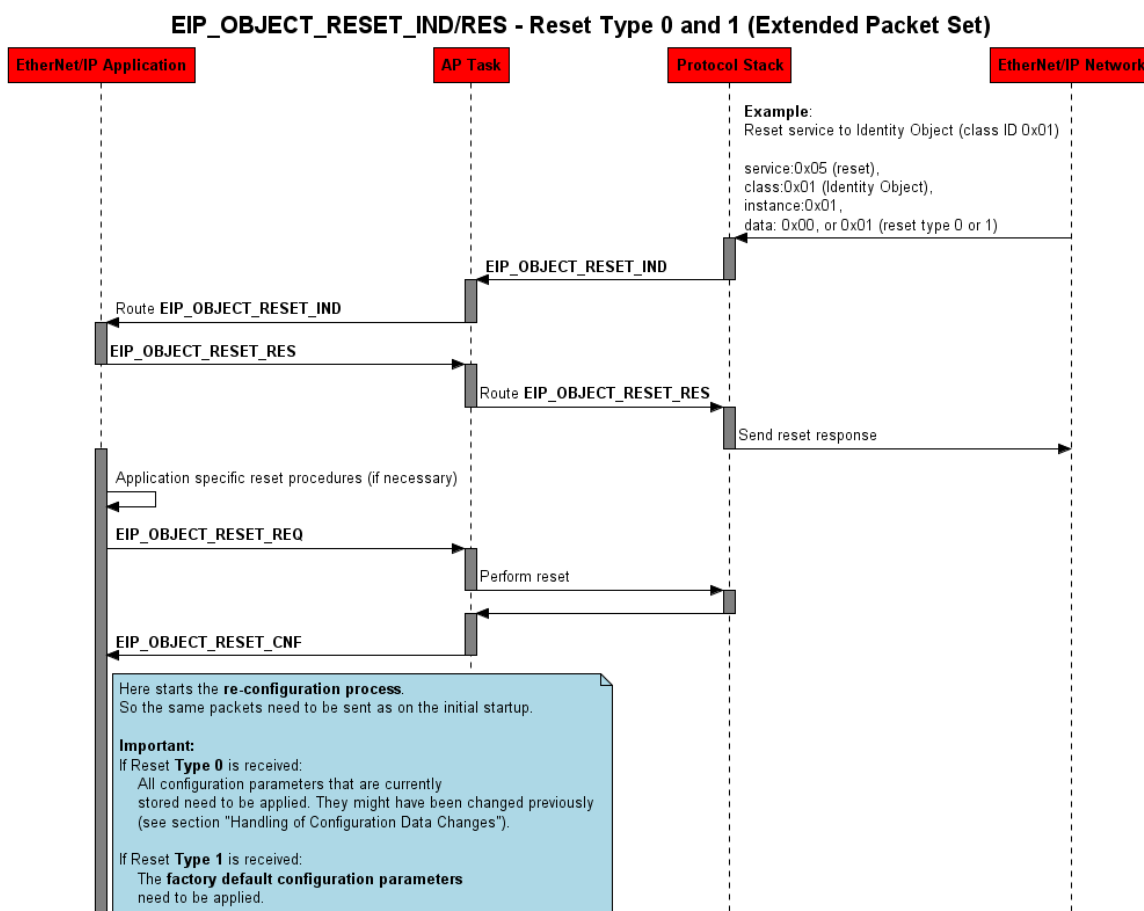 EIP_OBJECT_RESET_IND/RES - Reset Type 0 and 1 (Extended Packet Set)
EtherNet/IP Application
AP Task
Protocol Stack
EtherNet/IP Network
Example:
Reset service to Identity Object (class ID 0x01)
service:0x05 (reset),
class:0x01 (Identity Object),
instance:0x01,
data: 0x00, or 0x01 (reset type 0 or 1)
EIP_OBJECT_RESET_IND
Route EIP_OBJECT_RESET_IND
EIP_OBJECT_RESET_RES
Route EIP_OBJECT_RESET_RES
Send reset response
Application specific reset procedures (if necessary)
EIP_OBJECT_RESET_REQ
Perform reset
EIP_OBJECT_RESET_CNF
Here starts the re-configuration process.
So the same packets need to be sent as on the initial startup.
Important:
If Reset Type 0 is received:
All configuration parameters that are currently
stored need to be applied. They might have been changed previously
(see section "Handling of Configuration Data Changes").
If Reset Type 1 is received:
The factory default configuration parameters
need to be applied.